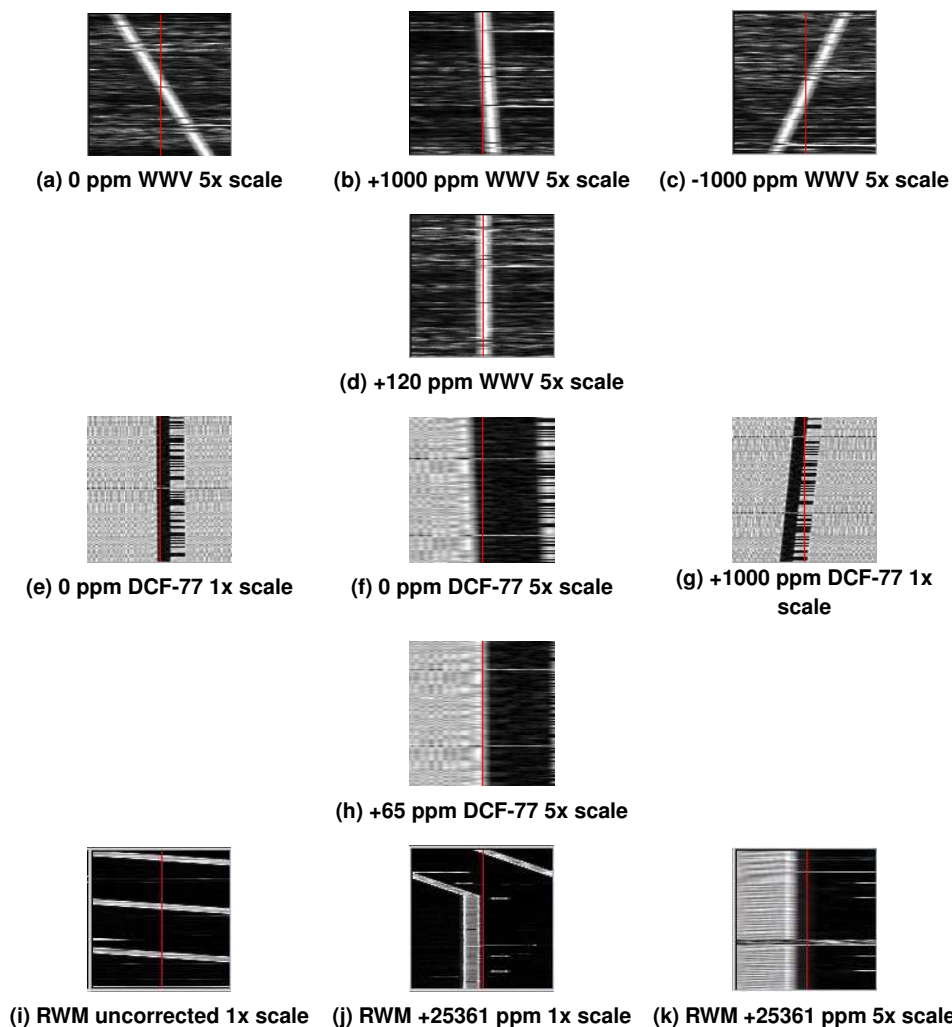 (a) 0 ppm WWV 5x scale
(b) +1000 ppm WWV 5x scale
(c) -1000 ppm WWV 5x scale
(d) +120 ppm WWV 5x scale
(e) 0 ppm DCF-77 1x scale
(f) 0 ppm DCF-77 5x scale
(g) +1000 ppm DCF-77 1x
scale
(h) +65 ppm DCF-77 5x scale
(i) RWM uncorrected 1x scale
(j) RWM +25361 ppm 1x scale
(k) RWM +25361 ppm 5x scale